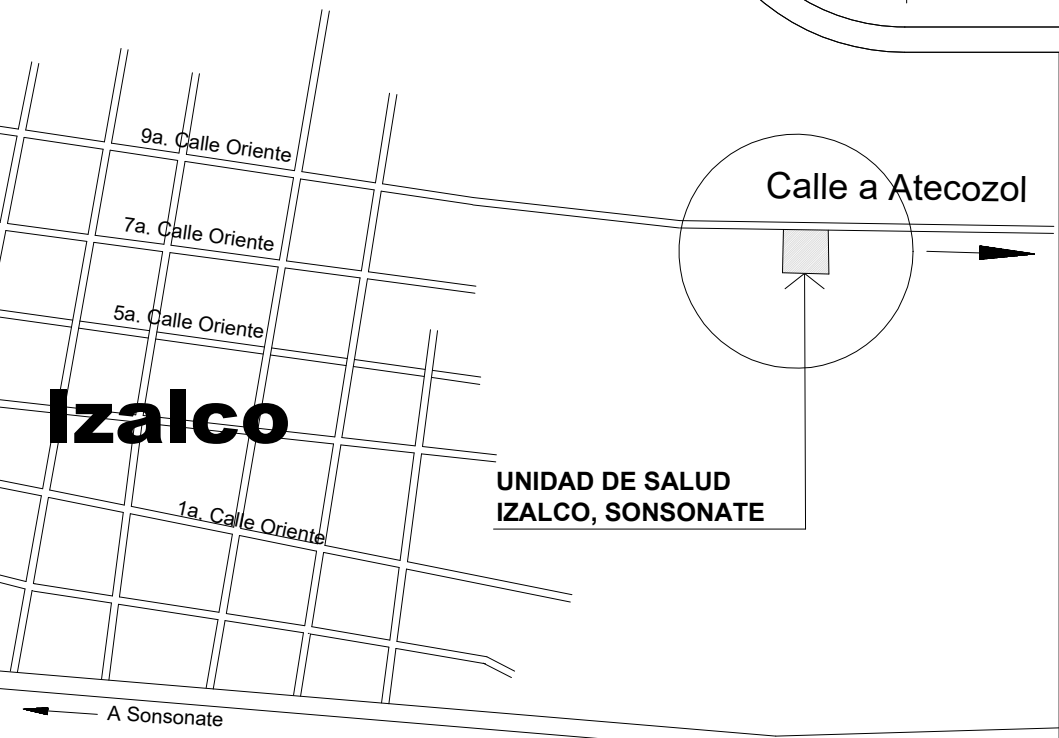 9a. Calle Oriente
Calle a Atecozol
7a. Calle Oriente
5a. Calle Oriente
Izalco
UNIDAD DE SALUD
IZALCO, SONSONATE
1a. Calle Oriente
A Sonsonate